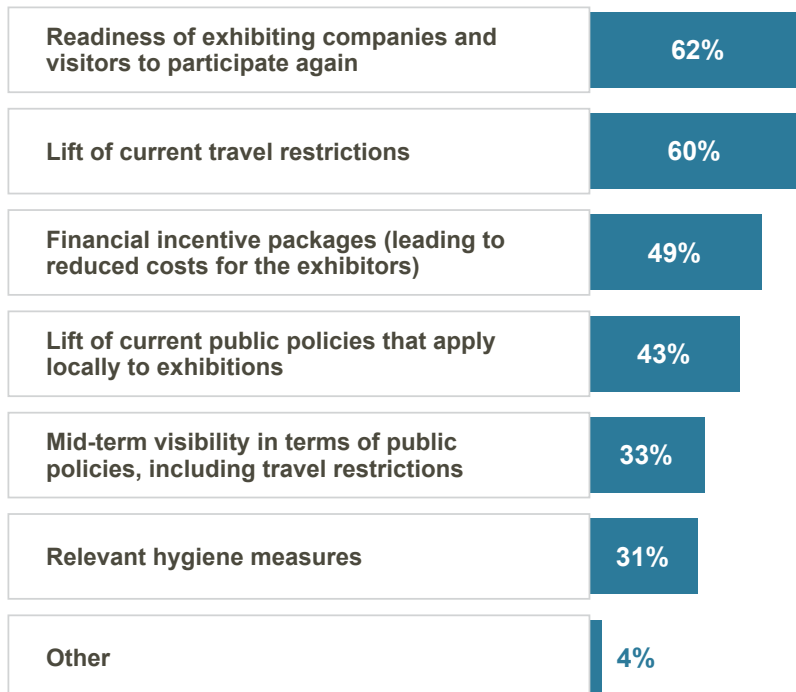 Readiness of exhibiting companies and
visitors to participate again
62%
Lift of current travel restrictions
60%
Financial incentive packages (leading to
reduced costs for the exhibitors)
49%
Lift of current public policies that apply
locally to exhibitions
43%
Mid-term visibility in terms of public
policies, including travel restrictions
33%
Relevant hygiene measures
31%
Other
4%